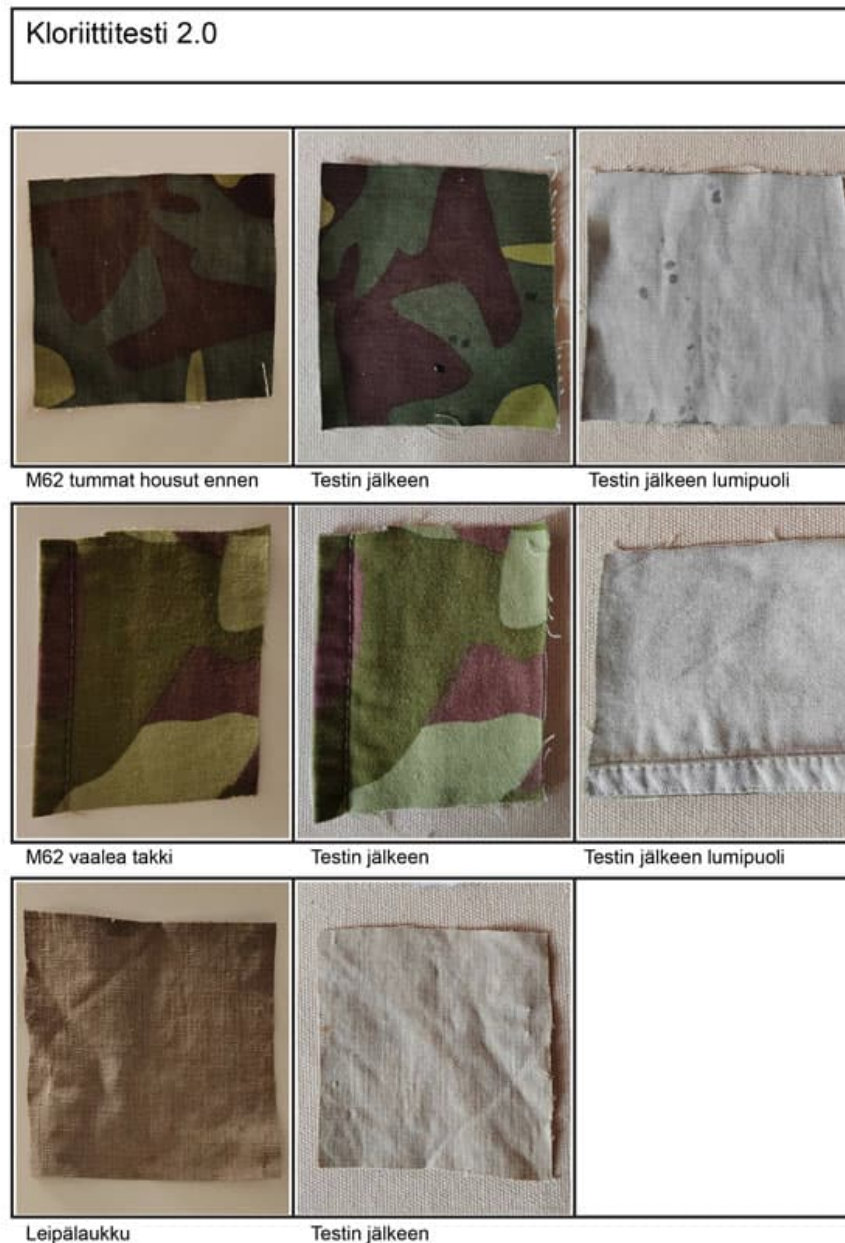 Kloriittitesti 2.0
M62 tummat housut ennen
Testin jälkeen
Testin jälkeen lumipuoli
M62 vaalea takki
Testin jälkeen
Testin jälkeen lumipuoli
Leipälaukku
Testin jälkeen